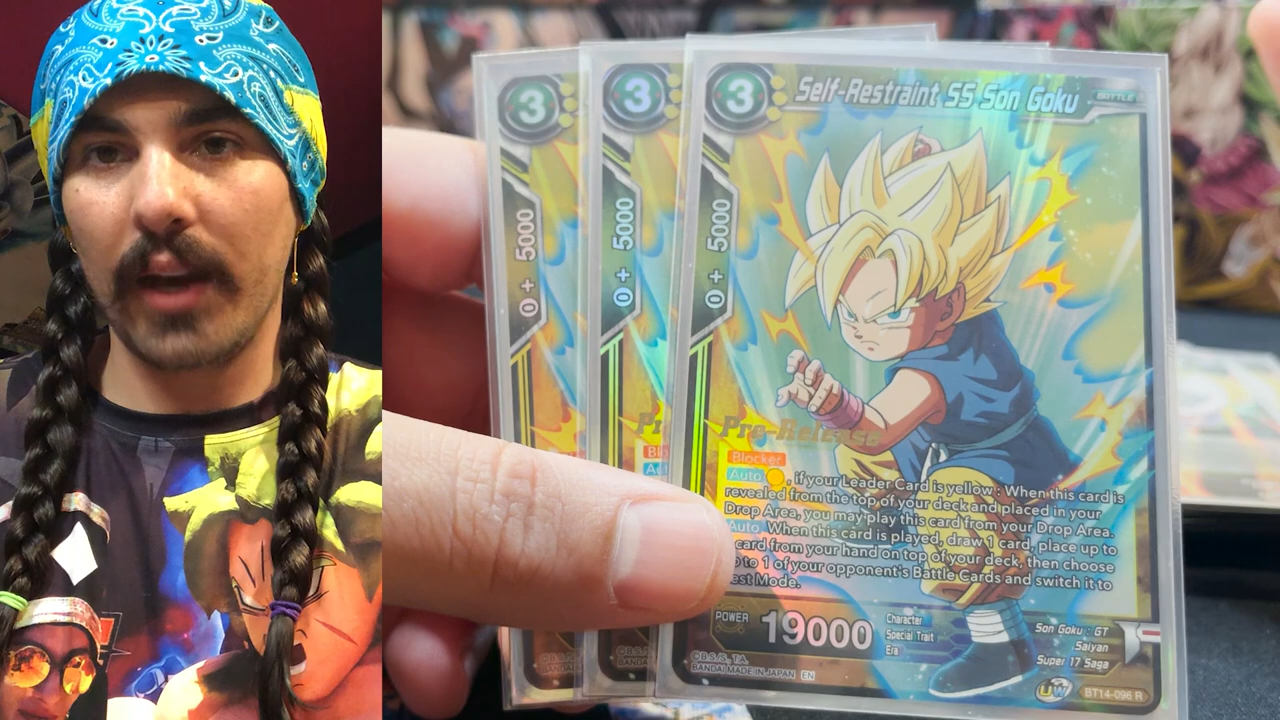 3
3
3
Self-Restraint SS Son Goku
BATTLE
0 + 5000
0 + 5000
0 + 5000
Pre-Release
Blocker
Auto , if your Leader Card is yellow : When this card is
revealed from the top of your deck and placed in your
Drop Area, you may play this card from your Drop Area.
Auto When this card is played, draw 1 card, place up to
card from your hand on top of your deck, then choose
to 1 of your opponent's Battle Cards and switch it to
est Mode.
POWER
19000
Character
Special Trait
Era
Son Goku : GT
Saiyan
Super 17 Saga
©B.S./S., T.A.
BANDAI MADE IN JAPAN EN
UW
BT14-096 R